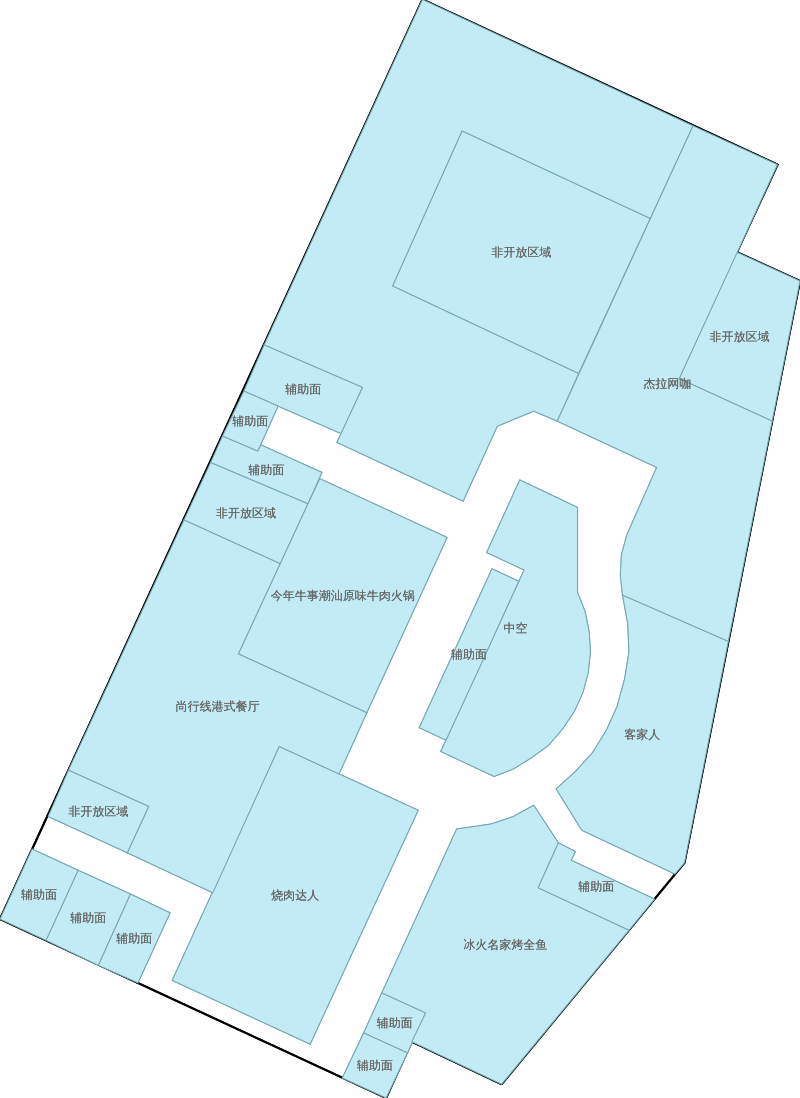 非开放区域
非开放区域
杰拉网咖
辅助面
辅助面
辅助面
非开放区域
今年牛事潮汕原味牛肉火锅
中空
辅助面
尚行线港式餐厅
客家人
非开放区域
辅助面
烧肉达人
辅助面
辅助面
辅助面
冰火名家烤全鱼
辅助面
辅助面